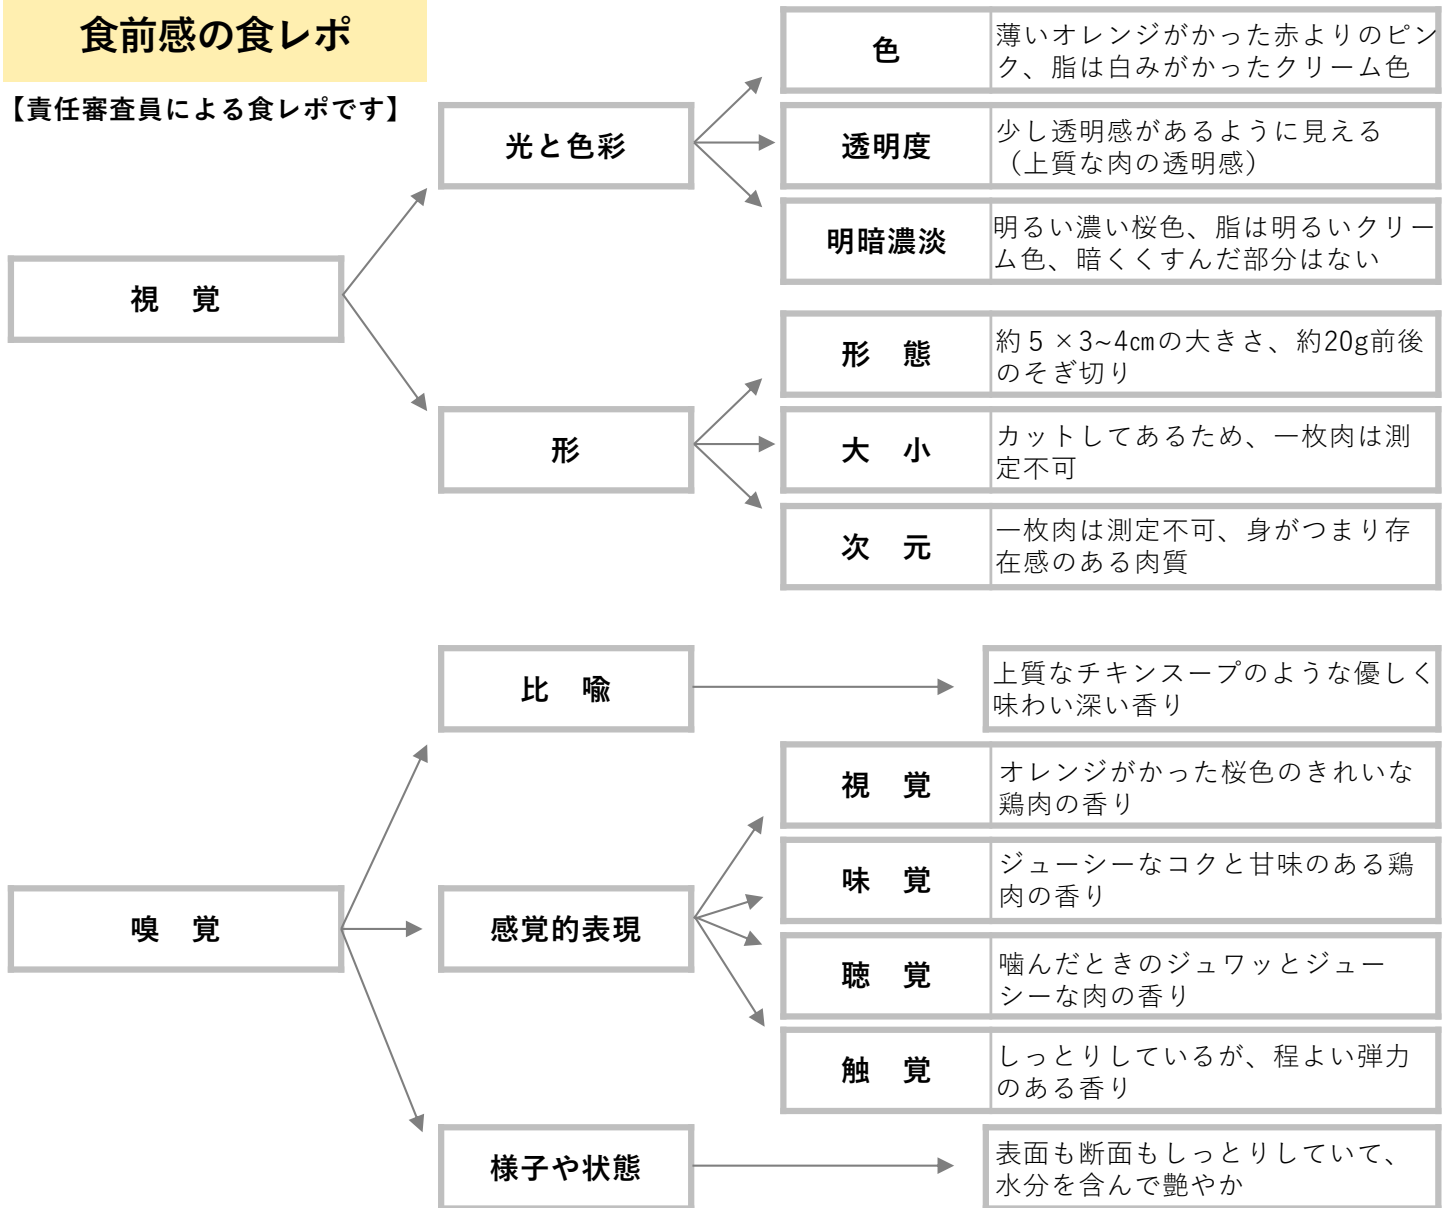 食前感の食レポ
【責任審査員による食レポです】
視　覚
光と色彩
色
薄いオレンジがかった赤よりのピン
ク、脂は白みがかったクリーム色
透明度
少し透明感があるように見える
（上質な肉の透明感）
明暗濃淡
明るい濃い桜色、脂は明るいクリー
ム色、暗くくすんだ部分はない
形
形　態
約５×3~4㎝の大きさ、約20g前後
のそぎ切り
大　小
カットしてあるため、一枚肉は測
定不可
次　元
一枚肉は測定不可、身がつまり存
在感のある肉質
嗅　覚
比　喩
上質なチキンスープのような優しく
味わい深い香り
感覚的表現
視　覚
オレンジがかった桜色のきれいな
鶏肉の香り
味　覚
ジューシーなコクと甘味のある鶏
肉の香り
聴　覚
噛んだときのジュワッとジュー
シーな肉の香り
触　覚
しっとりしているが、程よい弾力
のある香り
様子や状態
表面も断面もしっとりしていて、
水分を含んで艶やか